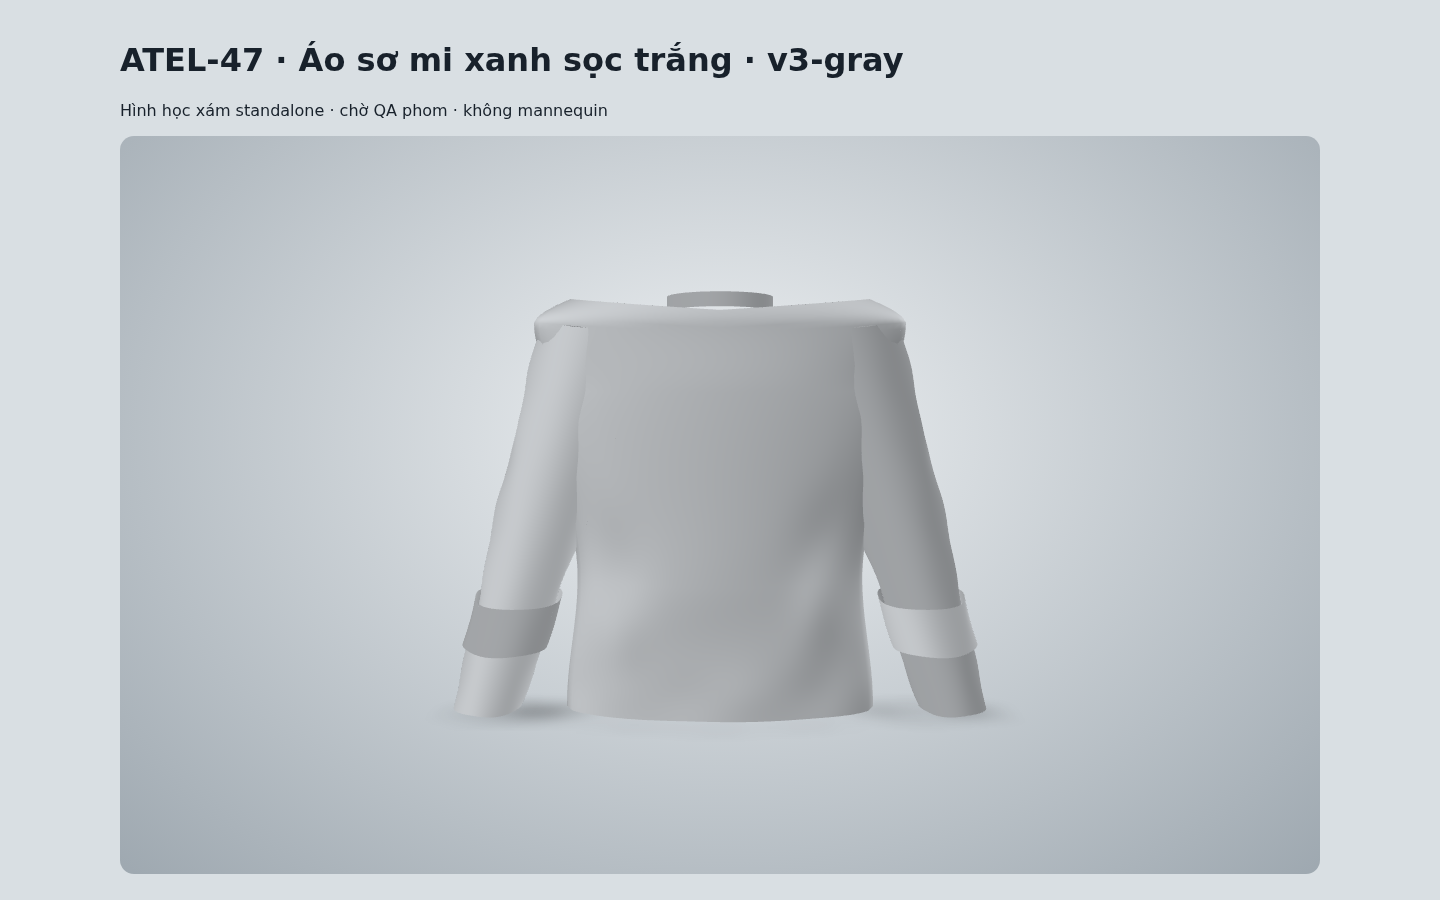 ATEL-47 · Áo sơ mi xanh sọc trắng · v3-gray
Hình học xám standalone · chờ QA phom · không mannequin